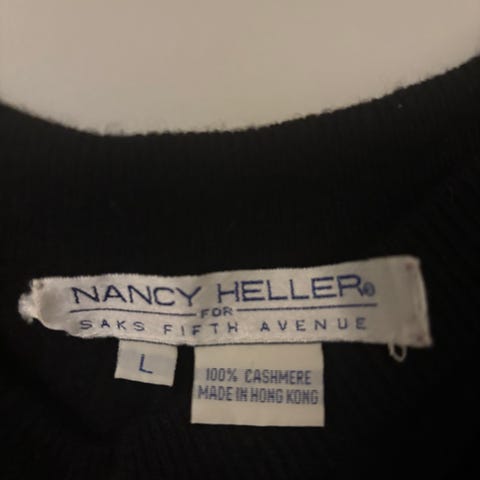 NANCY HELLER®
FOR
SAKS FIFTH AVENUE
L
100% CASHMERE
MADE IN HONG KONG